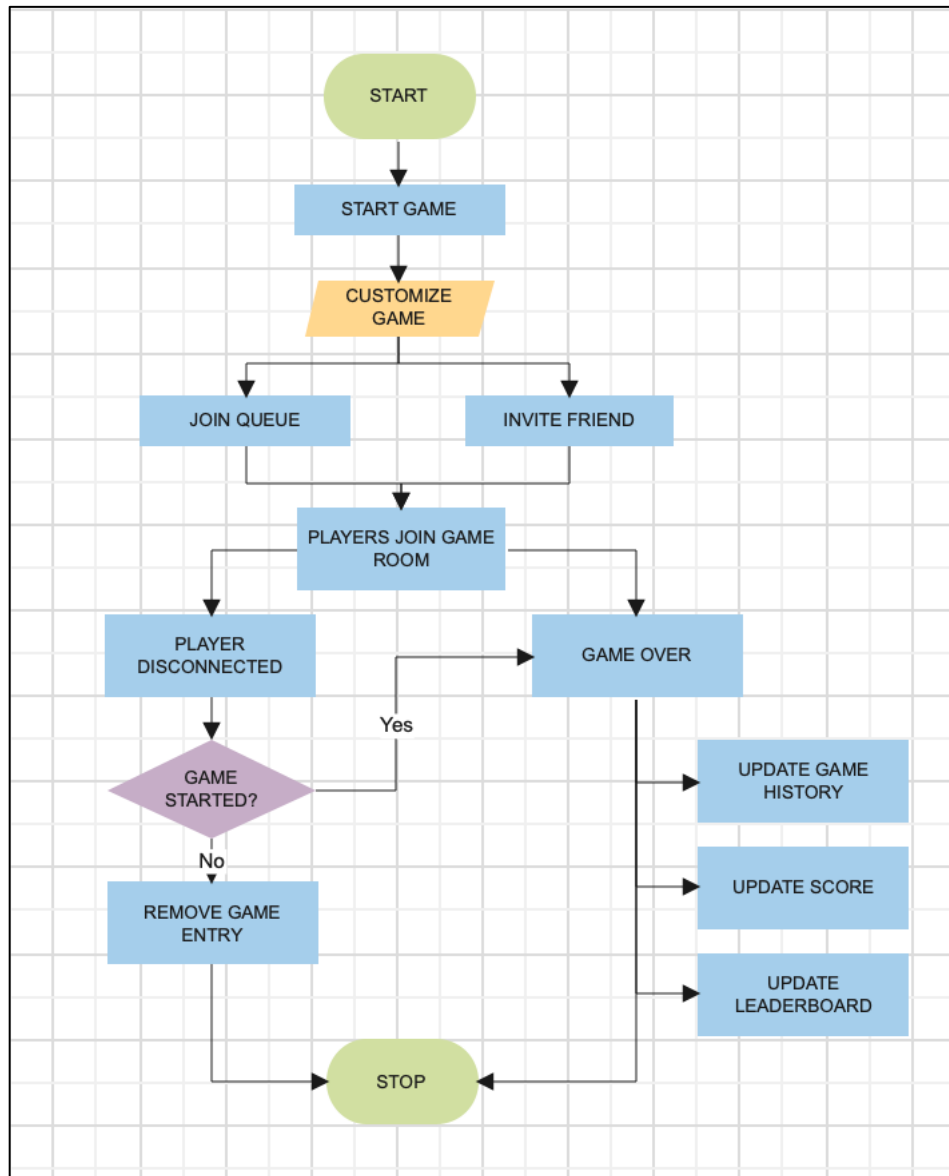 START
START GAME
CUSTOMIZE
GAME
JOIN QUEUE
INVITE FRIEND
PLAYERS JOIN GAME
ROOM
PLAYER
DISCONNECTED
GAME OVER
Yes
GAME
STARTED?
UPDATE GAME
HISTORY
No
UPDATE SCORE
REMOVE GAME
ENTRY
UPDATE
LEADERBOARD
STOP